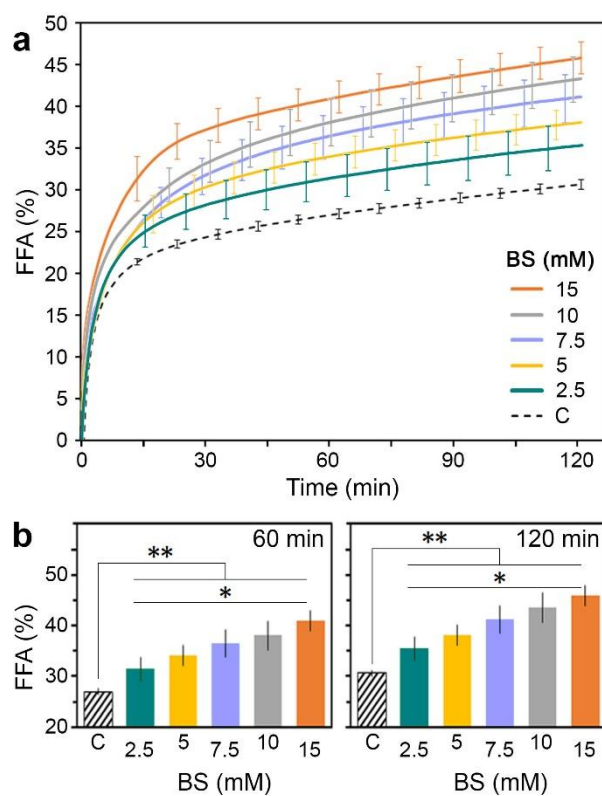 a
50
45
40
35
30
25
20
15
10
5
0
FFA (%)
BS (mM)
15
10
7.5
5
2.5
C
0 30 60 90 120
Time (min)
b
60 min
120 min
** **
* *
50
40
30
20
FFA (%)
C 2.5 5 7.5 10 15 C 2.5 5 7.5 10 15
BS (mM) BS (mM)